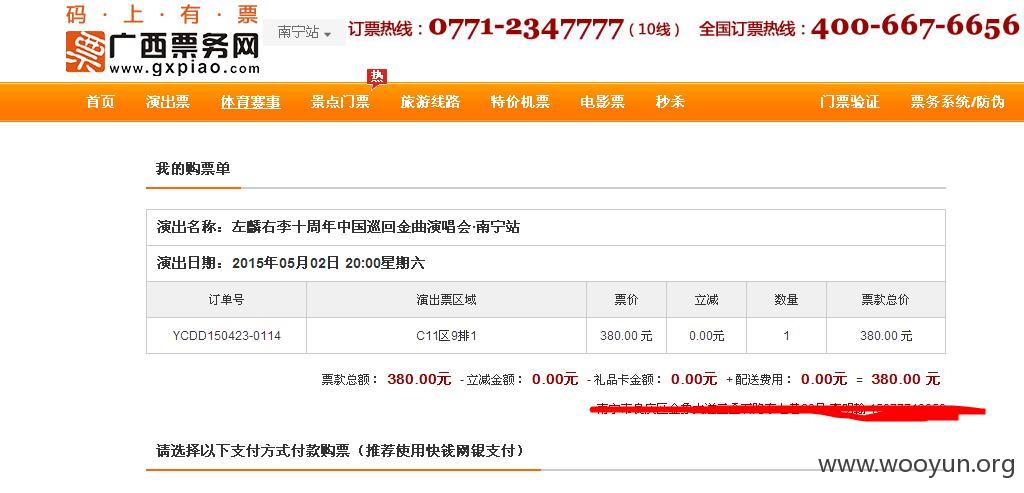 码·上·有·票
广西票务网
www.gxpiao.com
南宁站
订票热线：0771-2347777（10线） 全国订票热线：400-667-6656
热
首页 演出票 体育赛事 景点门票 旅游线路 特价机票 电影票 秒杀 门票验证 票务系统/防伪
我的购票单
演出名称：左麟右李十周年中国巡回金曲演唱会·南宁站
演出日期：2015年05月02日 20:00星期六
订单号 演出票区域 票价 立减 数量 票款总价
YCDD150423-0114 C11区9排1 380.00 元 0.00元 1 380.00 元
票款总额：380.00元 -立减金额：0.00元 -礼品卡金额：0.00元 +配送费用：0.00元 = 380.00 元
请选择以下支付方式付款购票（推荐使用快钱网银支付）
www.wooyun.org